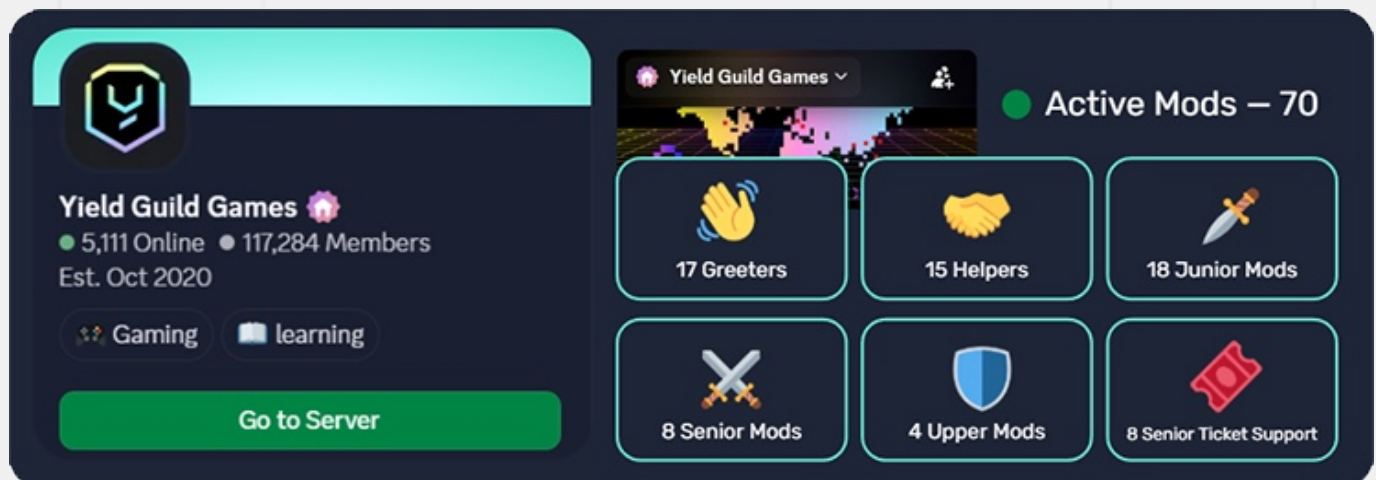 Yield Guild Games
5,111 Online 117,284 Members
Est. Oct 2020
Gaming learning
Go to Server
Yield Guild Games
Active Mods – 70
17 Greeters
15 Helpers
18 Junior Mods
8 Senior Mods
4 Upper Mods
8 Senior Ticket Support